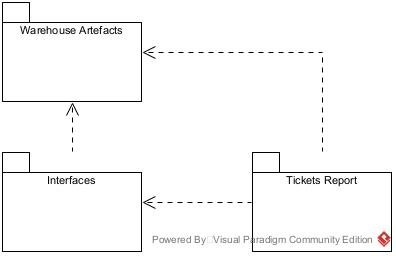 Warehouse Artefacts
Interfaces
Tickets Report
Powered By□Visual Paradigm Community Edition